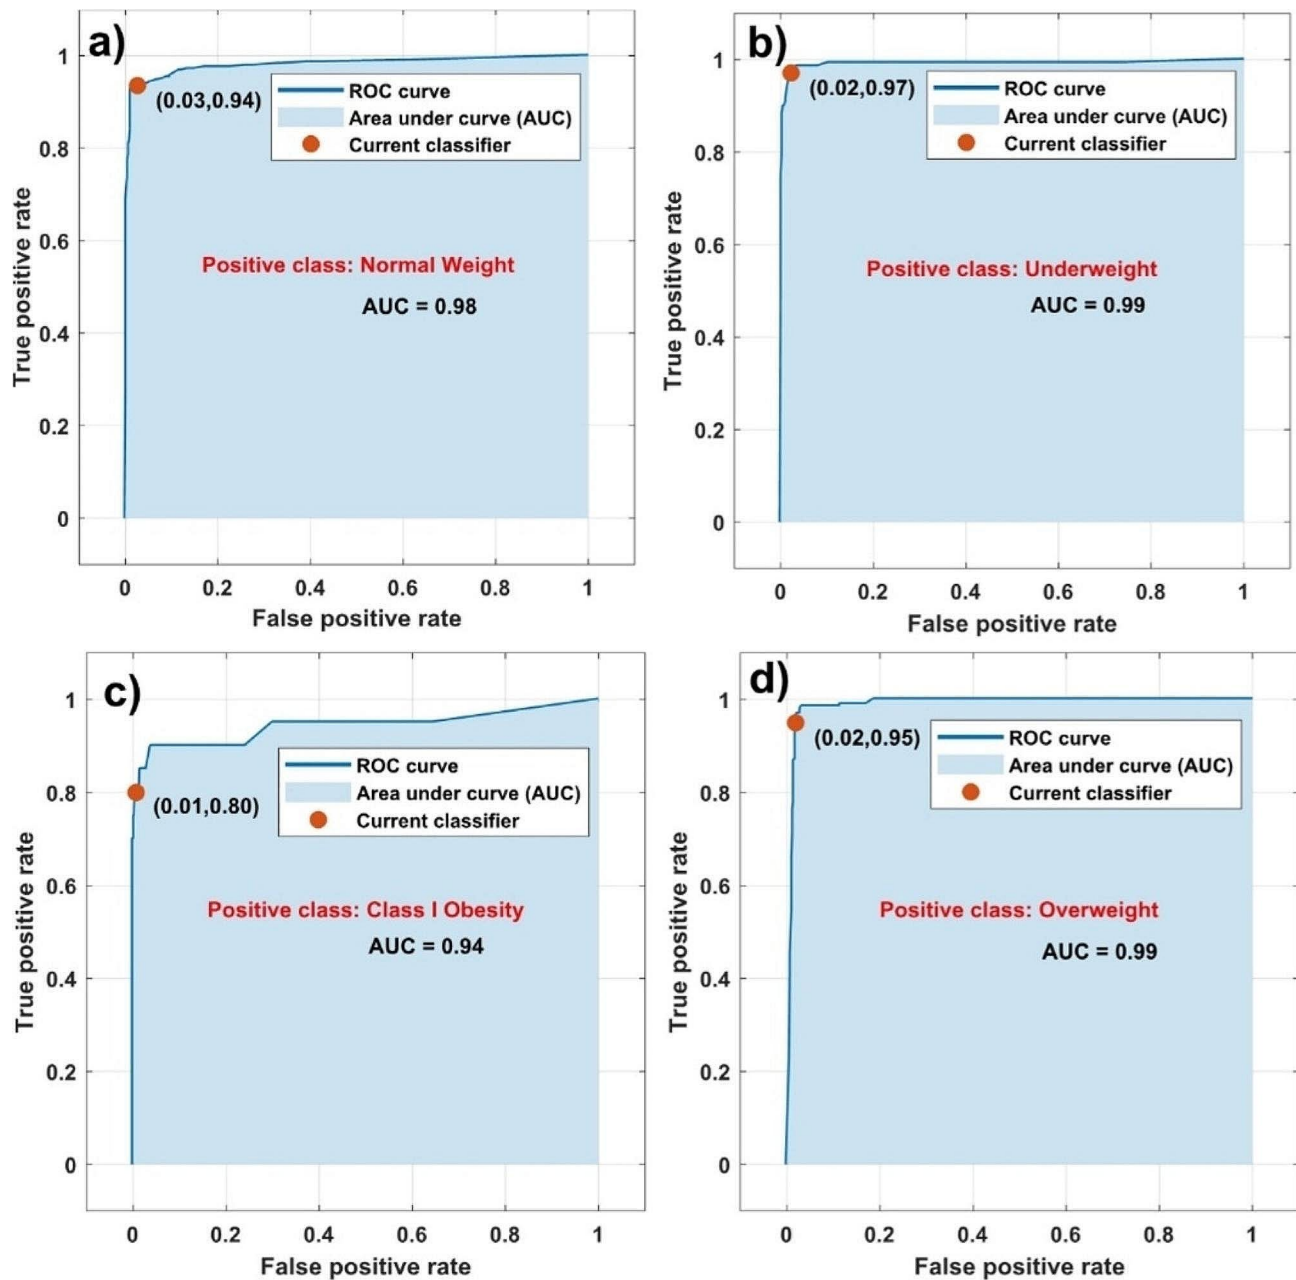 a)
1
0.8
0.6
0.4
0.2
0
True positive rate
(0.03,0.94)
ROC curve
Area under curve (AUC)
Current classifier
Positive class: Normal Weight
AUC = 0.98
0 0.2 0.4 0.6 0.8 1
False positive rate
b)
1
0.8
0.6
0.4
0.2
0
True positive rate
(0.02,0.97)
ROC curve
Area under curve (AUC)
Current classifier
Positive class: Underweight
AUC = 0.99
0 0.2 0.4 0.6 0.8 1
False positive rate
c)
1
0.8
0.6
0.4
0.2
0
True positive rate
(0.01,0.80)
ROC curve
Area under curve (AUC)
Current classifier
Positive class: Class I Obesity
AUC = 0.94
0 0.2 0.4 0.6 0.8 1
False positive rate
d)
1
0.8
0.6
0.4
0.2
0
True positive rate
(0.02,0.95)
ROC curve
Area under curve (AUC)
Current classifier
Positive class: Overweight
AUC = 0.99
0 0.2 0.4 0.6 0.8 1
False positive rate